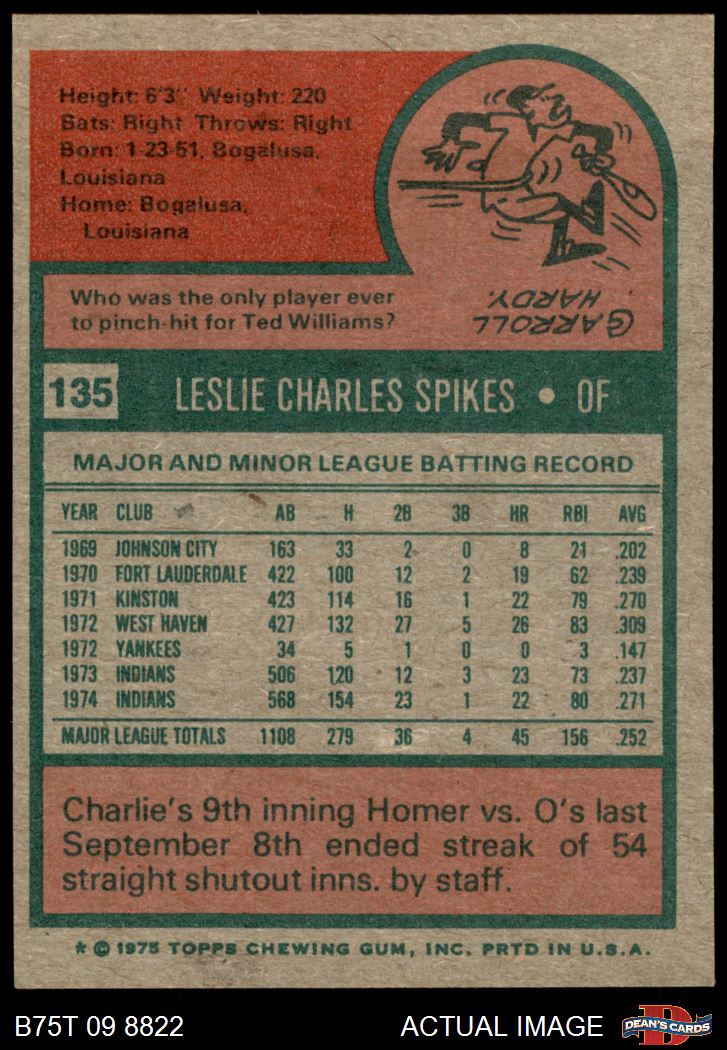 Height: 6'3" Weight: 220
Bats: Right Throws: Right
Born: 1-23-51, Bogalusa,
Louisiana
Home: Bogalusa,
Louisiana
Who was the only player ever
to pinch-hit for Ted Williams?
CARROLL
HARDY.
135 LESLIE CHARLES SPIKES • OF
MAJOR AND MINOR LEAGUE BATTING RECORD
YEAR CLUB AB H 2B 3B HR RBI AVG
1969 JOHNSON CITY 163 33 2 0 8 21 .202
1970 FORT LAUDERDALE 422 100 12 2 19 62 .239
1971 KINSTON 423 114 16 1 22 79 .270
1972 WEST HAVEN 427 132 27 5 26 83 .309
1972 YANKEES 34 5 1 0 0 3 .147
1973 INDIANS 506 120 12 3 23 73 .237
1974 INDIANS 568 154 23 1 22 80 .271
MAJOR LEAGUE TOTALS 1108 279 36 4 45 156 .252
Charlie's 9th inning Homer vs. O's last
September 8th ended streak of 54
straight shutout inns. by staff.
* © 1975 TOPPS CHEWING GUM, INC. PRTD IN U.S.A.
B75T 09 8822 ACTUAL IMAGE
D
DEAN'S CARDS